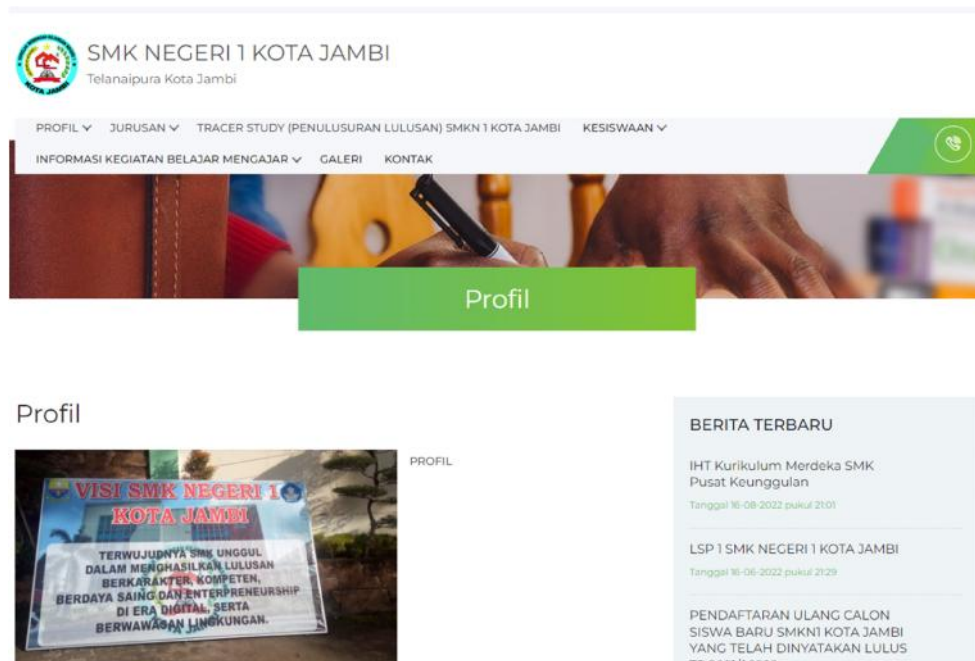 SMK NEGERI 1 KOTA JAMBI
Telanaipura Kota Jambi
KOTA JAMBI
PROFIL JURUSAN TRACER STUDY (PENULUSURAN LULUSAN) SMKN 1 KOTA JAMBI KESISWAAN
INFORMASI KEGIATAN BELAJAR MENGAJAR GALERI KONTAK
Profil
Profil
VISI SMK NEGERI 1
KOTA JAMBI
TERWUJUDNYA SMK UNGGUL
DALAM MENGHASILKAN LULUSAN
BERKARAKTER, KOMPETEN,
BERDAYA SAING DAN ENTERPRENEURSHIP
DI ERA DIGITAL, SERTA
BERWAWASAN LINGKUNGAN.
PROFIL
BERITA TERBARU
IHT Kurikulum Merdeka SMK
Pusat Keunggulan
Tanggal 16-08-2022 pukul 21:01
LSP 1 SMK NEGERI 1 KOTA JAMBI
Tanggal 16-06-2022 pukul 21:29
PENDAFTARAN ULANG CALON
SISWA BARU SMKN1 KOTA JAMBI
YANG TELAH DINYATAKAN LULUS